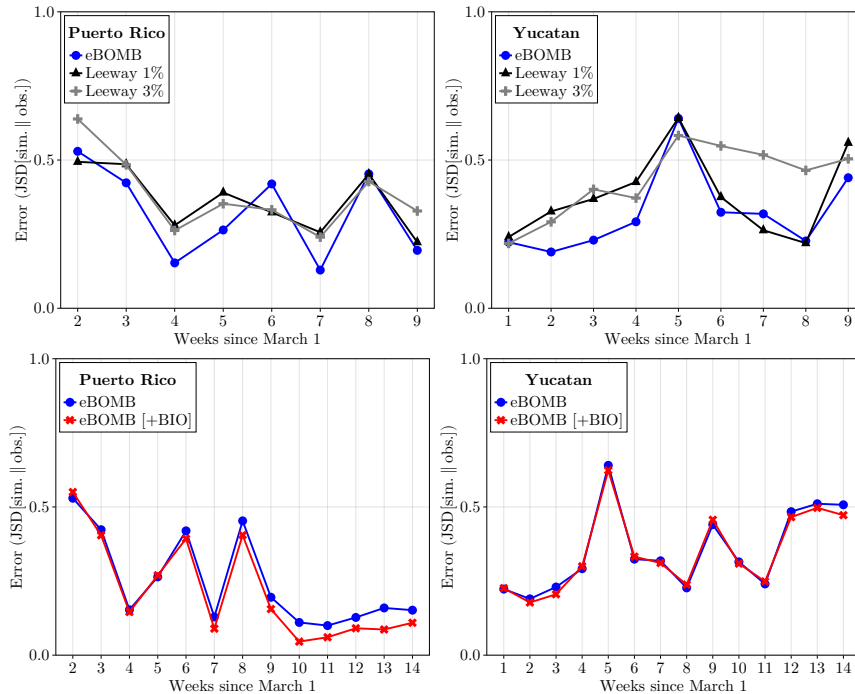 1.0
Puerto Rico
eBOMB
Leeway 1%
Leeway 3%
0.5
0.0
Error (JSD[sim. || obs.])
2 3 4 5 6 7 8 9
Weeks since March 1
1.0
Yucatan
eBOMB
Leeway 1%
Leeway 3%
0.5
0.0
Error (JSD[sim. || obs.])
1 2 3 4 5 6 7 8 9
Weeks since March 1
1.0
Puerto Rico
eBOMB
eBOMB [+BIO]
0.5
0.0
Error (JSD[sim. || obs.])
2 3 4 5 6 7 8 9 10 11 12 13 14
Weeks since March 1
1.0
Yucatan
eBOMB
eBOMB [+BIO]
0.5
0.0
Error (JSD[sim. || obs.])
1 2 3 4 5 6 7 8 9 10 11 12 13 14
Weeks since March 1